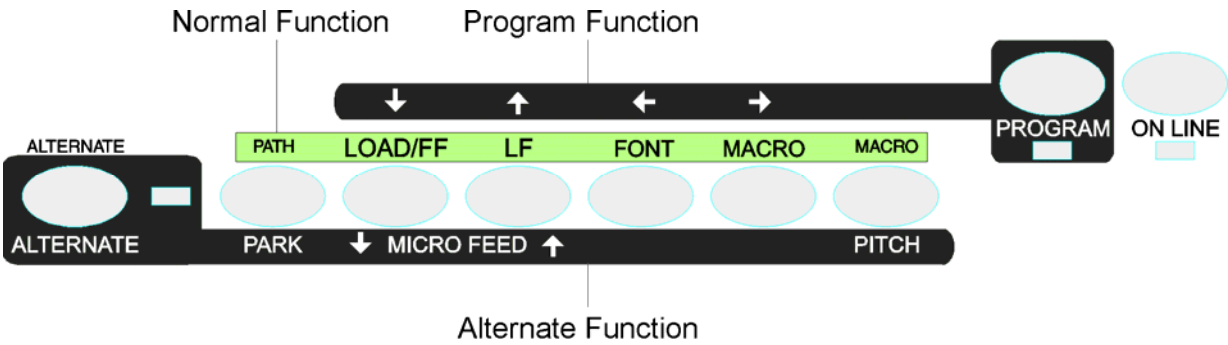 Normal Function Program Function
↓ ↑ ← →
PROGRAM ON LINE
ALTERNATE PATH LOAD/FF LF FONT MACRO MACRO
ALTERNATE PARK ↓ MICRO FEED ↑ PITCH
Alternate Function